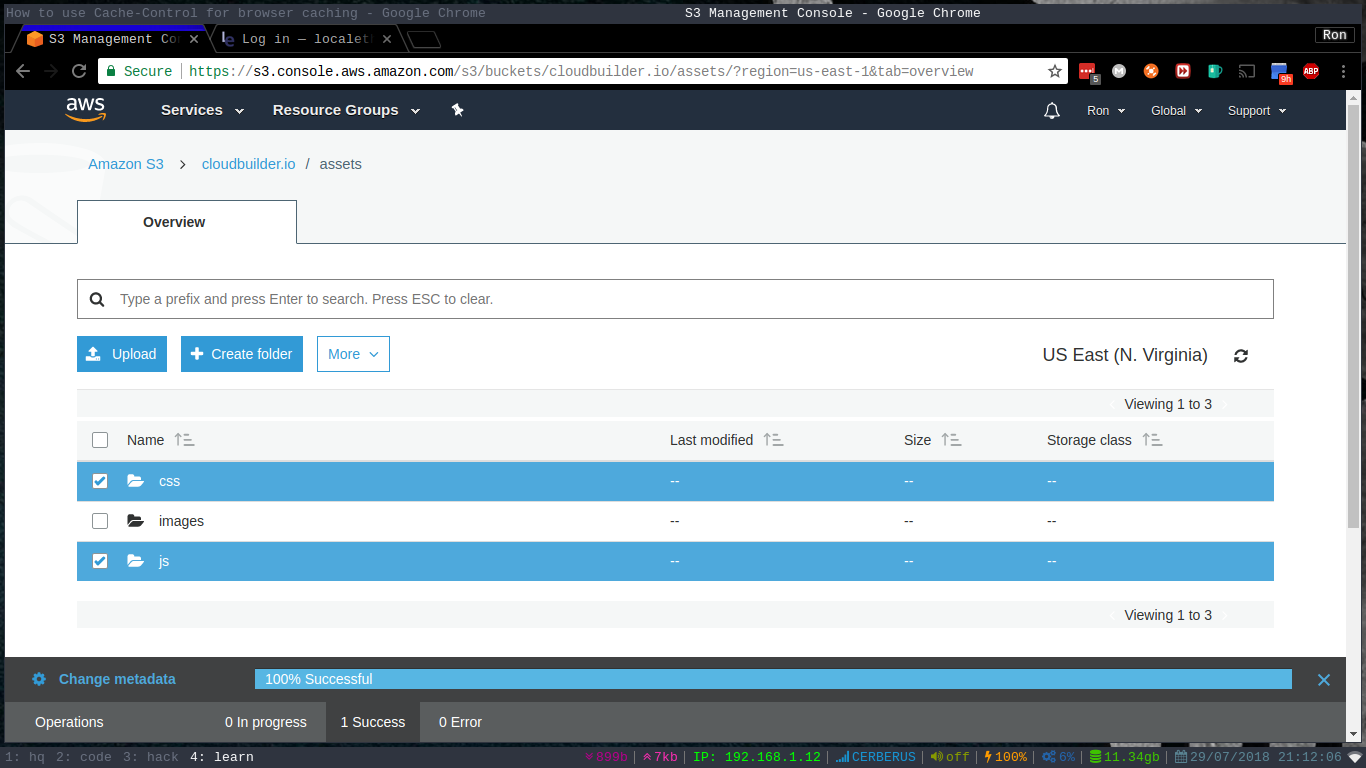 How to use Cache-Control for browser caching - Google Chrome S3 Management Console - Google Chrome
S3 Management Co Log in — localet Ron
Secure https://s3.console.aws.amazon.com/s3/buckets/cloudbuilder.io/assets/?region=us-east-1&tab=overview 5 9h ABP
aws Services Resource Groups Ron Global Support
Amazon S3 > cloudbuilder.io / assets
Overview
Type a prefix and press Enter to search. Press ESC to clear.
Upload Create folder More US East (N. Virginia)
Viewing 1 to 3
Name Last modified Size Storage class
css -- -- --
images -- -- --
js -- -- --
Viewing 1 to 3
Change metadata 100% Successful
Operations 0 In progress 1 Success 0 Error
1: hq 2: code 3: hack 4: learn 899b | 7kb | IP: 192.168.1.12 | CERBERUS | off | 100% | 6% | 11.34gb | 29/07/2018 21:12:06